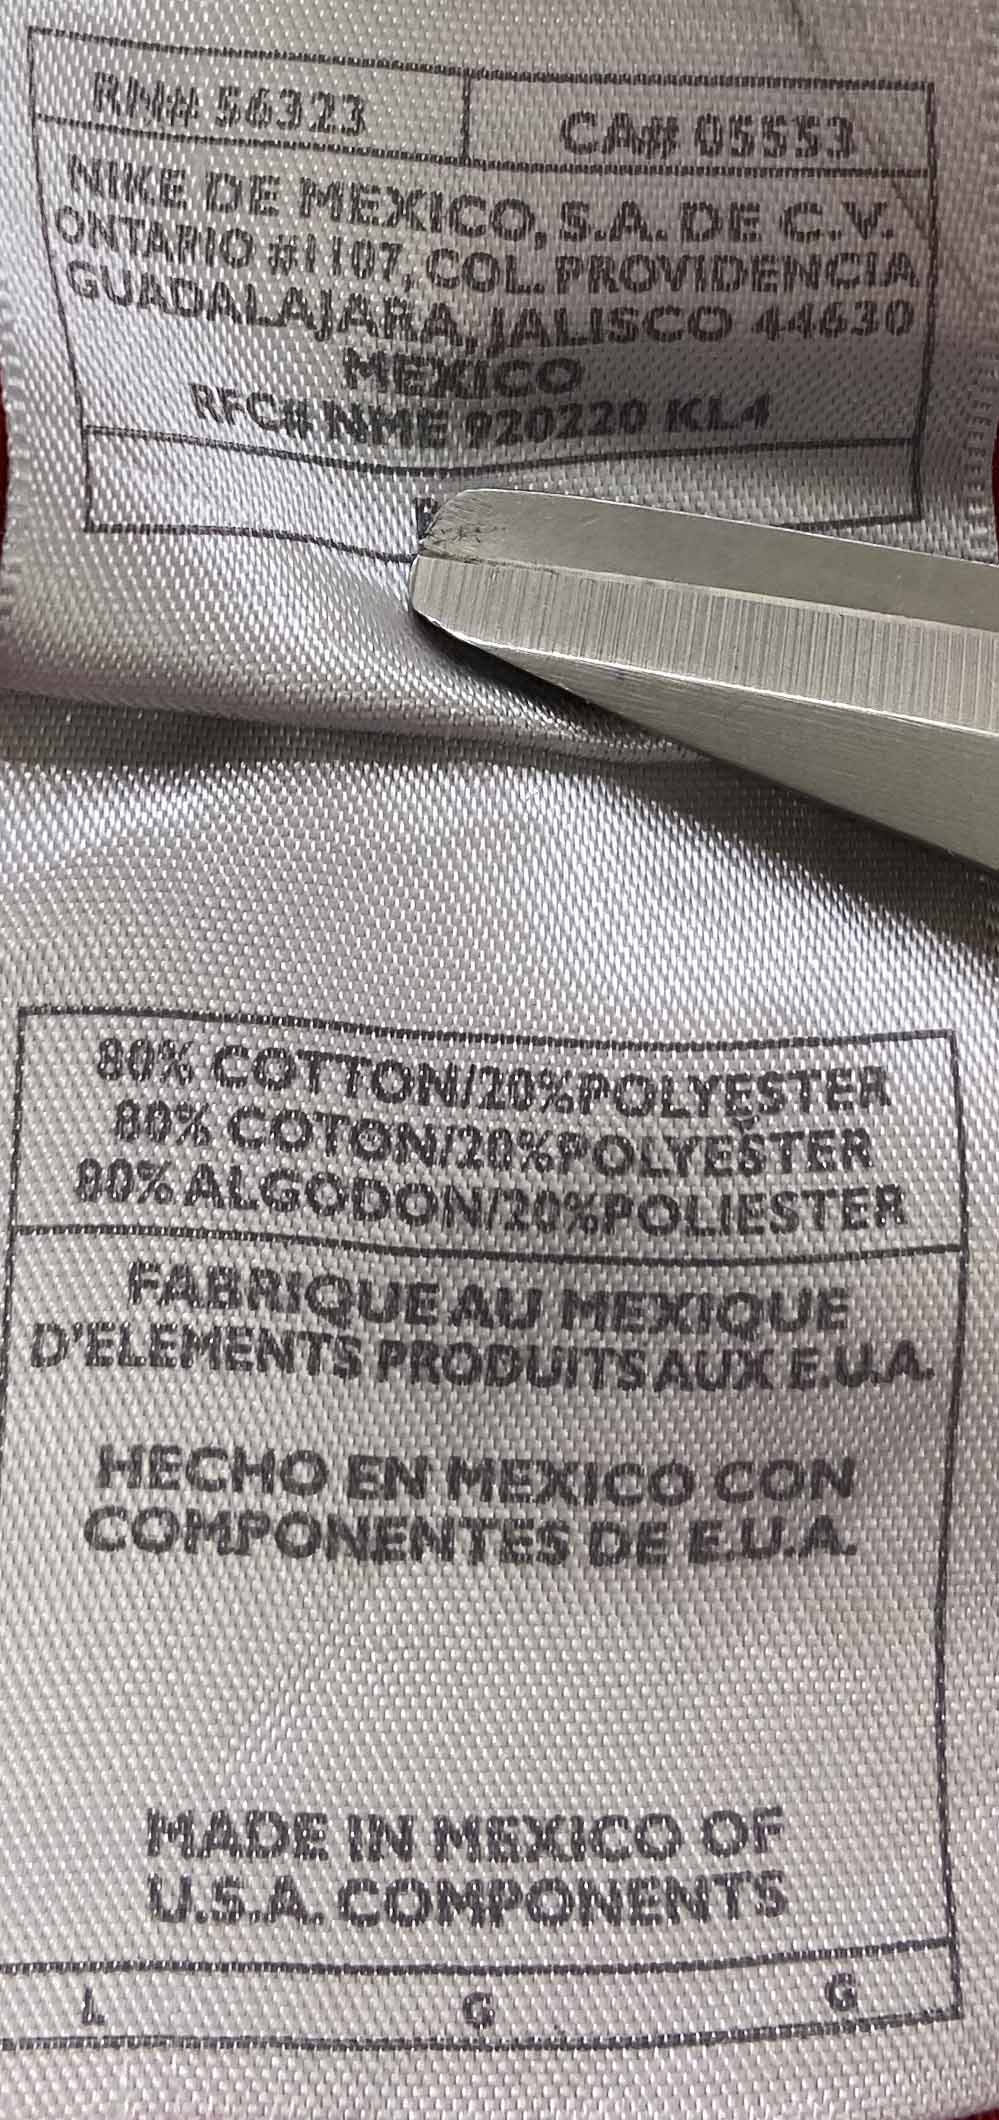 RN# 56323 CA# 05553
NIKE DE MEXICO, S.A. DE C.V.
ONTARIO #1107, COL. PROVIDENCIA
GUADALAJARA, JALISCO 44630
MEXICO
RFC# NME 920220 KL4
80% COTTON/20%POLYESTER
80% COTON/20%POLYESTER
80% ALGODON/20%POLIESTER
FABRIQUE AU MEXIQUE
D'ELEMENTS PRODUITS AUX E.U.A.
HECHO EN MEXICO CON
COMPONENTES DE E.U.A.
MADE IN MEXICO OF
U.S.A. COMPONENTS
L G G